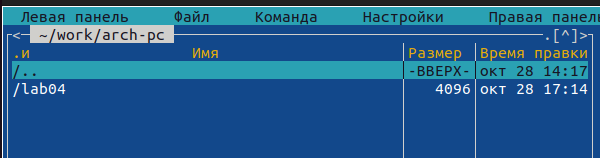 Левая панель Файл Команда Настройки Правая панель
<- ~/work/arch-pc .[^]>
.и Имя Размер Время правки
/.. -ВВЕРХ- окт 28 14:17
/lab04 4096 окт 28 17:14